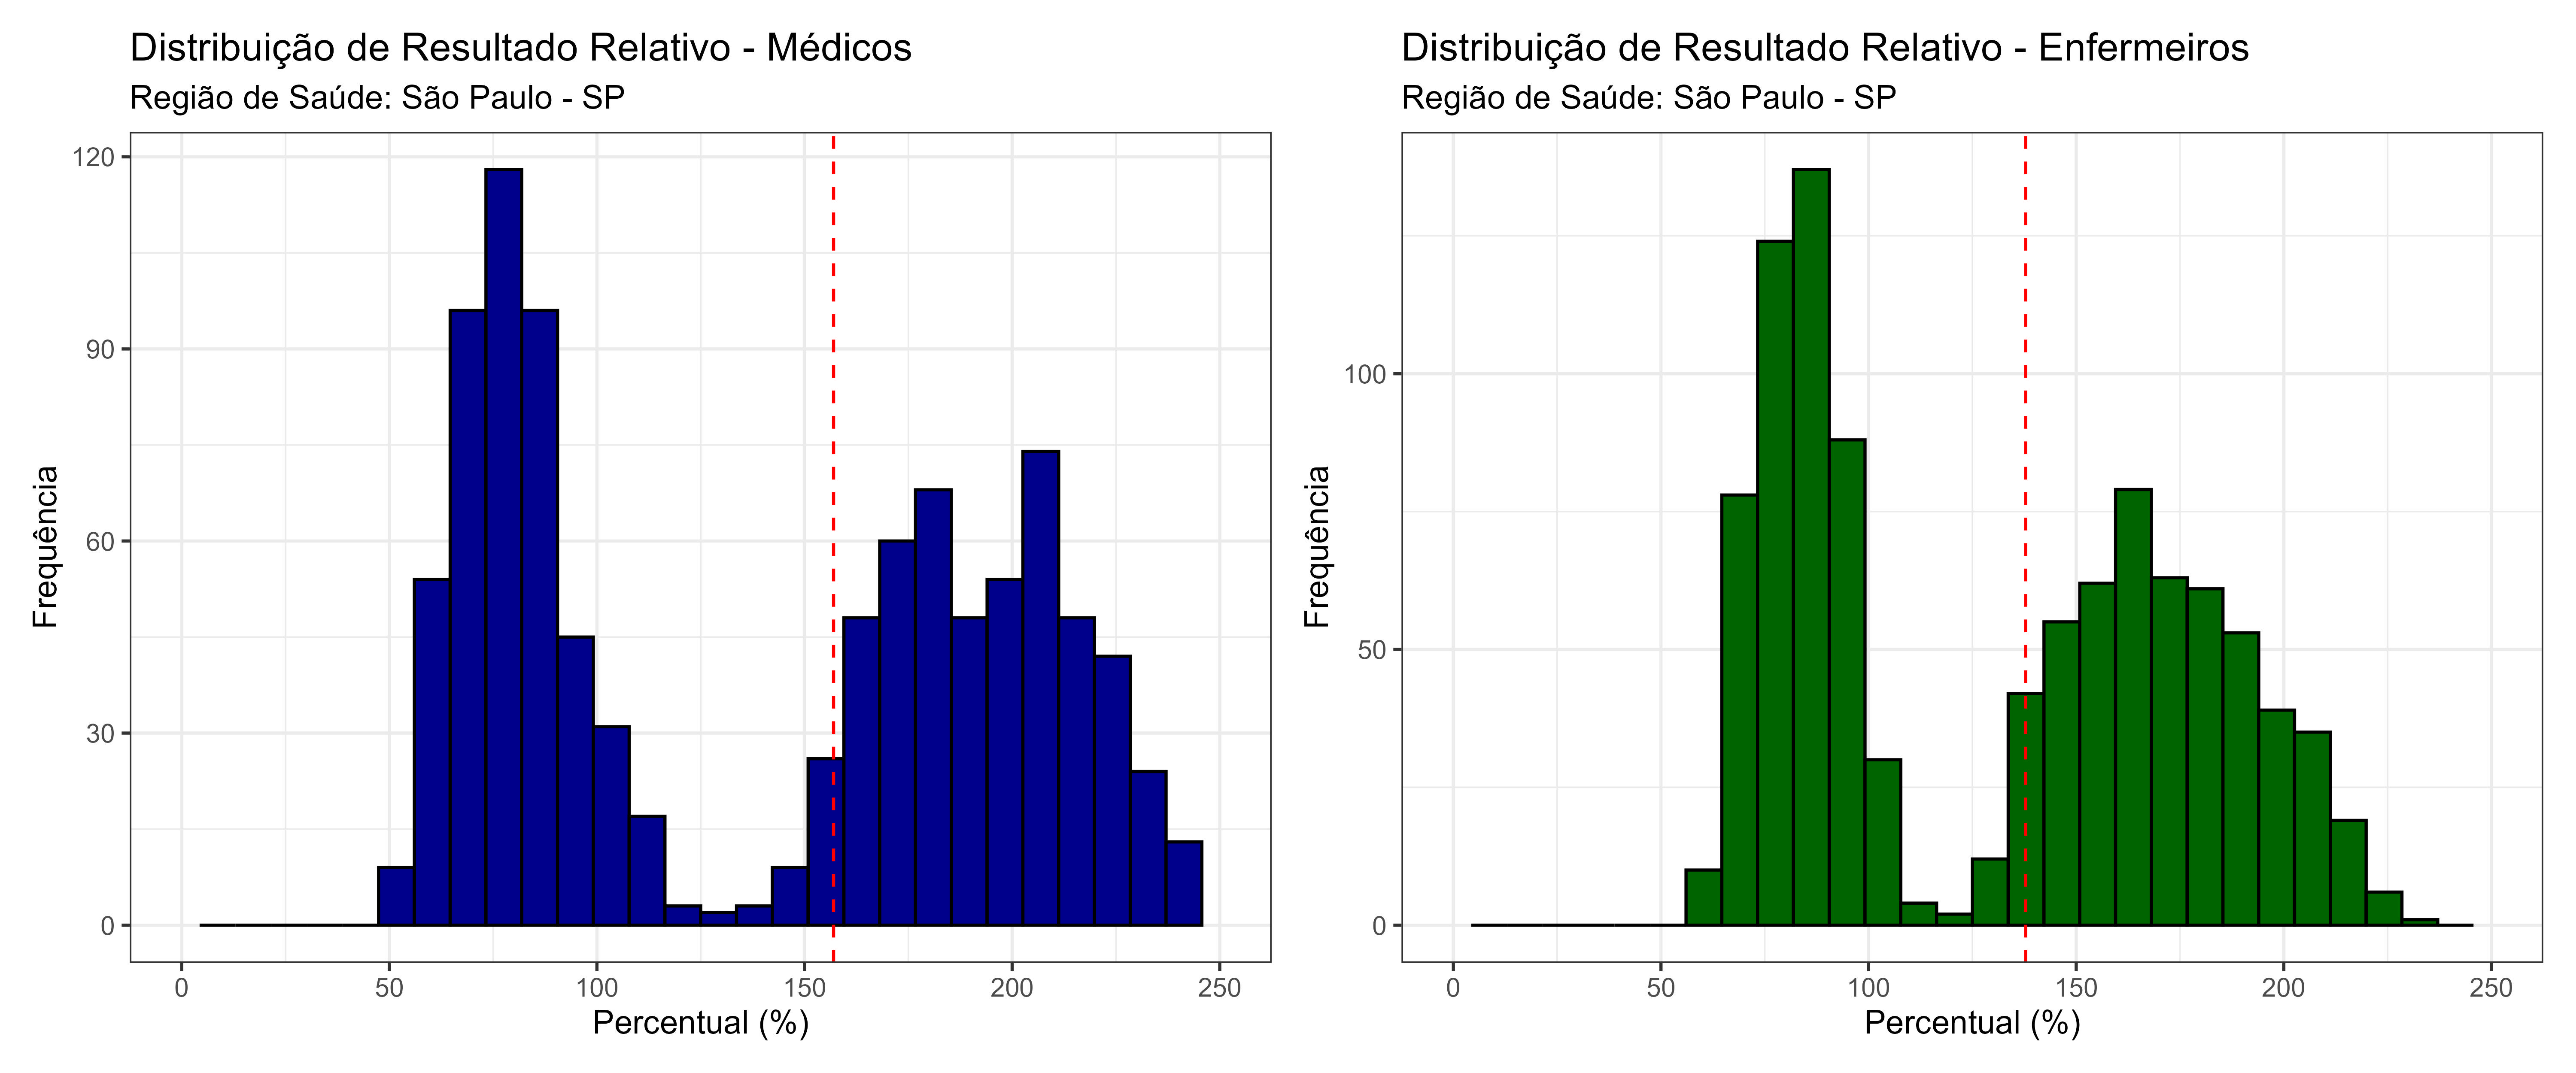 Distribuição de Resultado Relativo - Médicos
Região de Saúde: São Paulo - SP
120
90
60
30
0
Frequência
0 50 100 150 200 250
Percentual (%)
Distribuição de Resultado Relativo - Enfermeiros
Região de Saúde: São Paulo - SP
100
50
0
Frequência
0 50 100 150 200 250
Percentual (%)